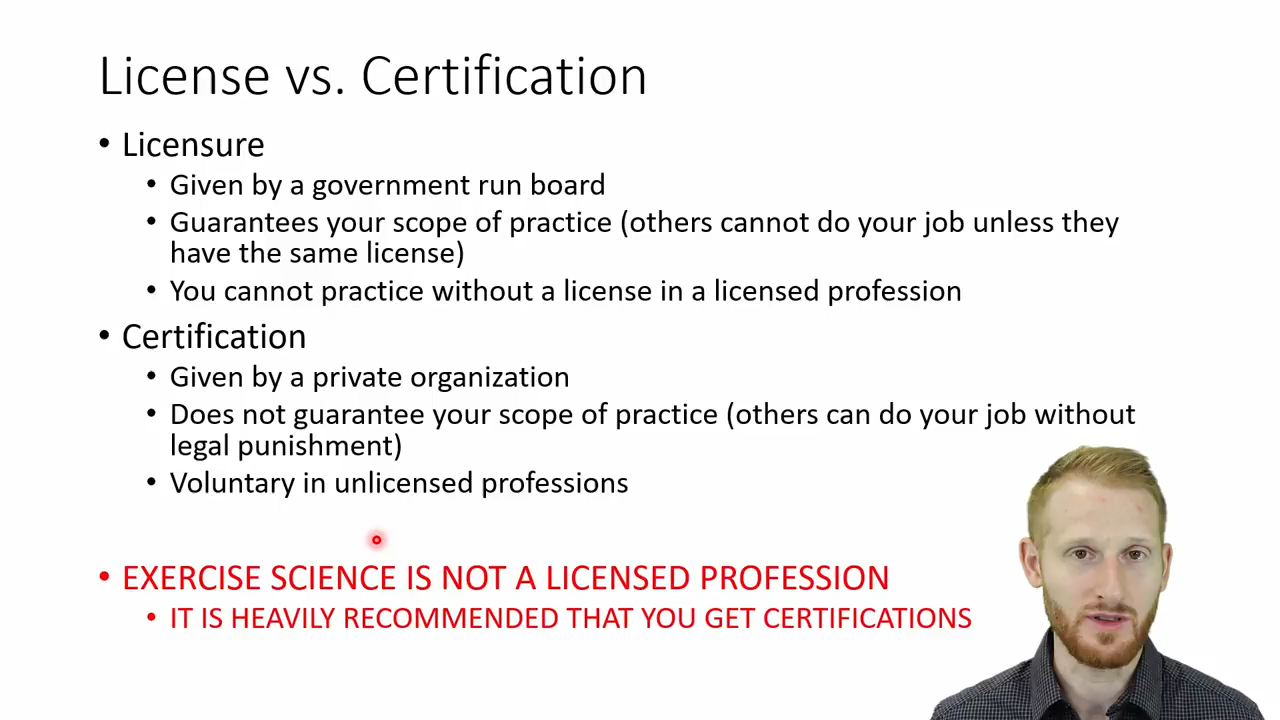 License vs. Certification
• Licensure
• Given by a government run board
• Guarantees your scope of practice (others cannot do your job unless they
have the same license)
• You cannot practice without a license in a licensed profession
• Certification
• Given by a private organization
• Does not guarantee your scope of practice (others can do your job without
legal punishment)
• Voluntary in unlicensed professions
• EXERCISE SCIENCE IS NOT A LICENSED PROFESSION
• IT IS HEAVILY RECOMMENDED THAT YOU GET CERTIFICATIONS